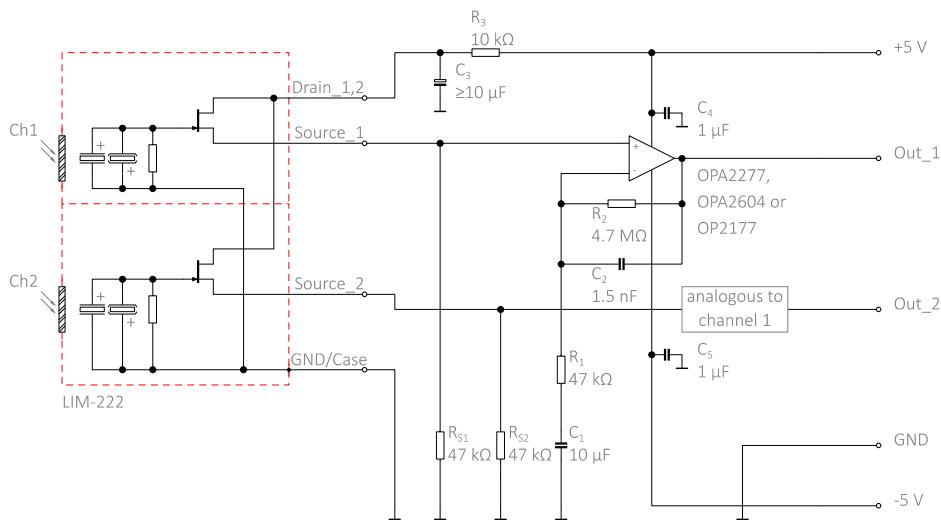 R3
10 kΩ
+5 V
Drain_1,2
C3
≥10 µF
C4
1 µF
Ch1
+
+
Source_1
+
-
Out_1
OPA2277,
OPA2604 or
OP2177
R2
4.7 MΩ
Ch2
+
+
Source_2
C2
1.5 nF
analogous to
channel 1
Out_2
GND/Case
LIM-222
R1
47 kΩ
C5
1 µF
RS1
47 kΩ
RS2
47 kΩ
C1
10 µF
GND
-5 V